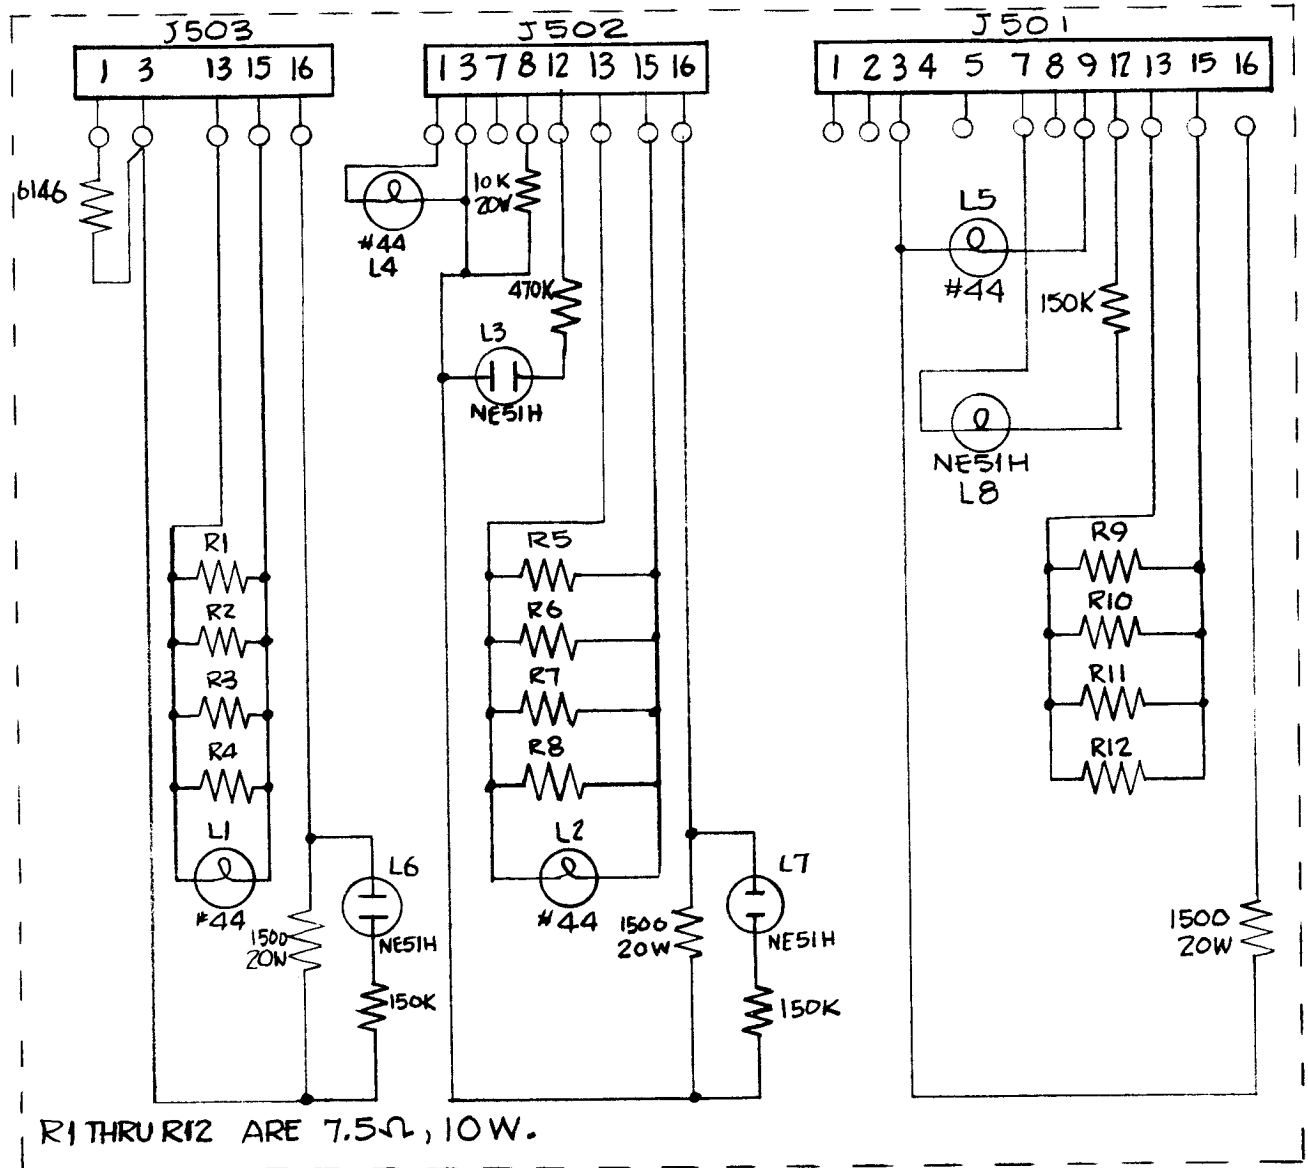 J503
1 3 13 15 16
J502
1 3 7 8 12 13 15 16
J501
1 2 3 4 5 7 8 9 12 13 15 16
6146
#44
L4
10K
20W
470K
L3
NE51H
L5
#44
150K
NE51H
L8
R1
R2
R3
R4
L1
#44
1500
20W
L6
NE51H
150K
R5
R6
R7
R8
L2
#44
1500
20W
L7
NE51H
150K
R9
R10
R11
R12
1500
20W
R1 THRU R12 ARE 7.5Ω, 10W.